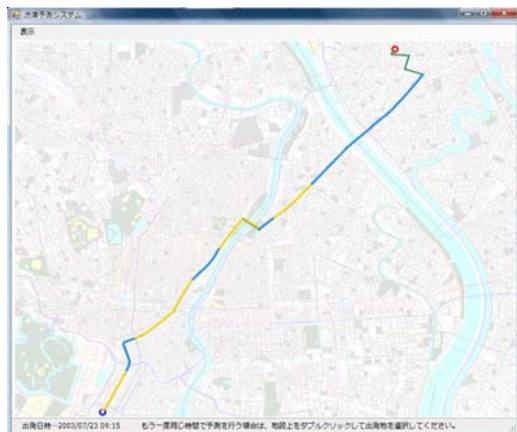 渋滞予測システム
表示
出発日時--2003/07/23 09:15 もう一度同じ時間で予測を行う場合は、地図上をダブルクリックして出発地を選択してください。